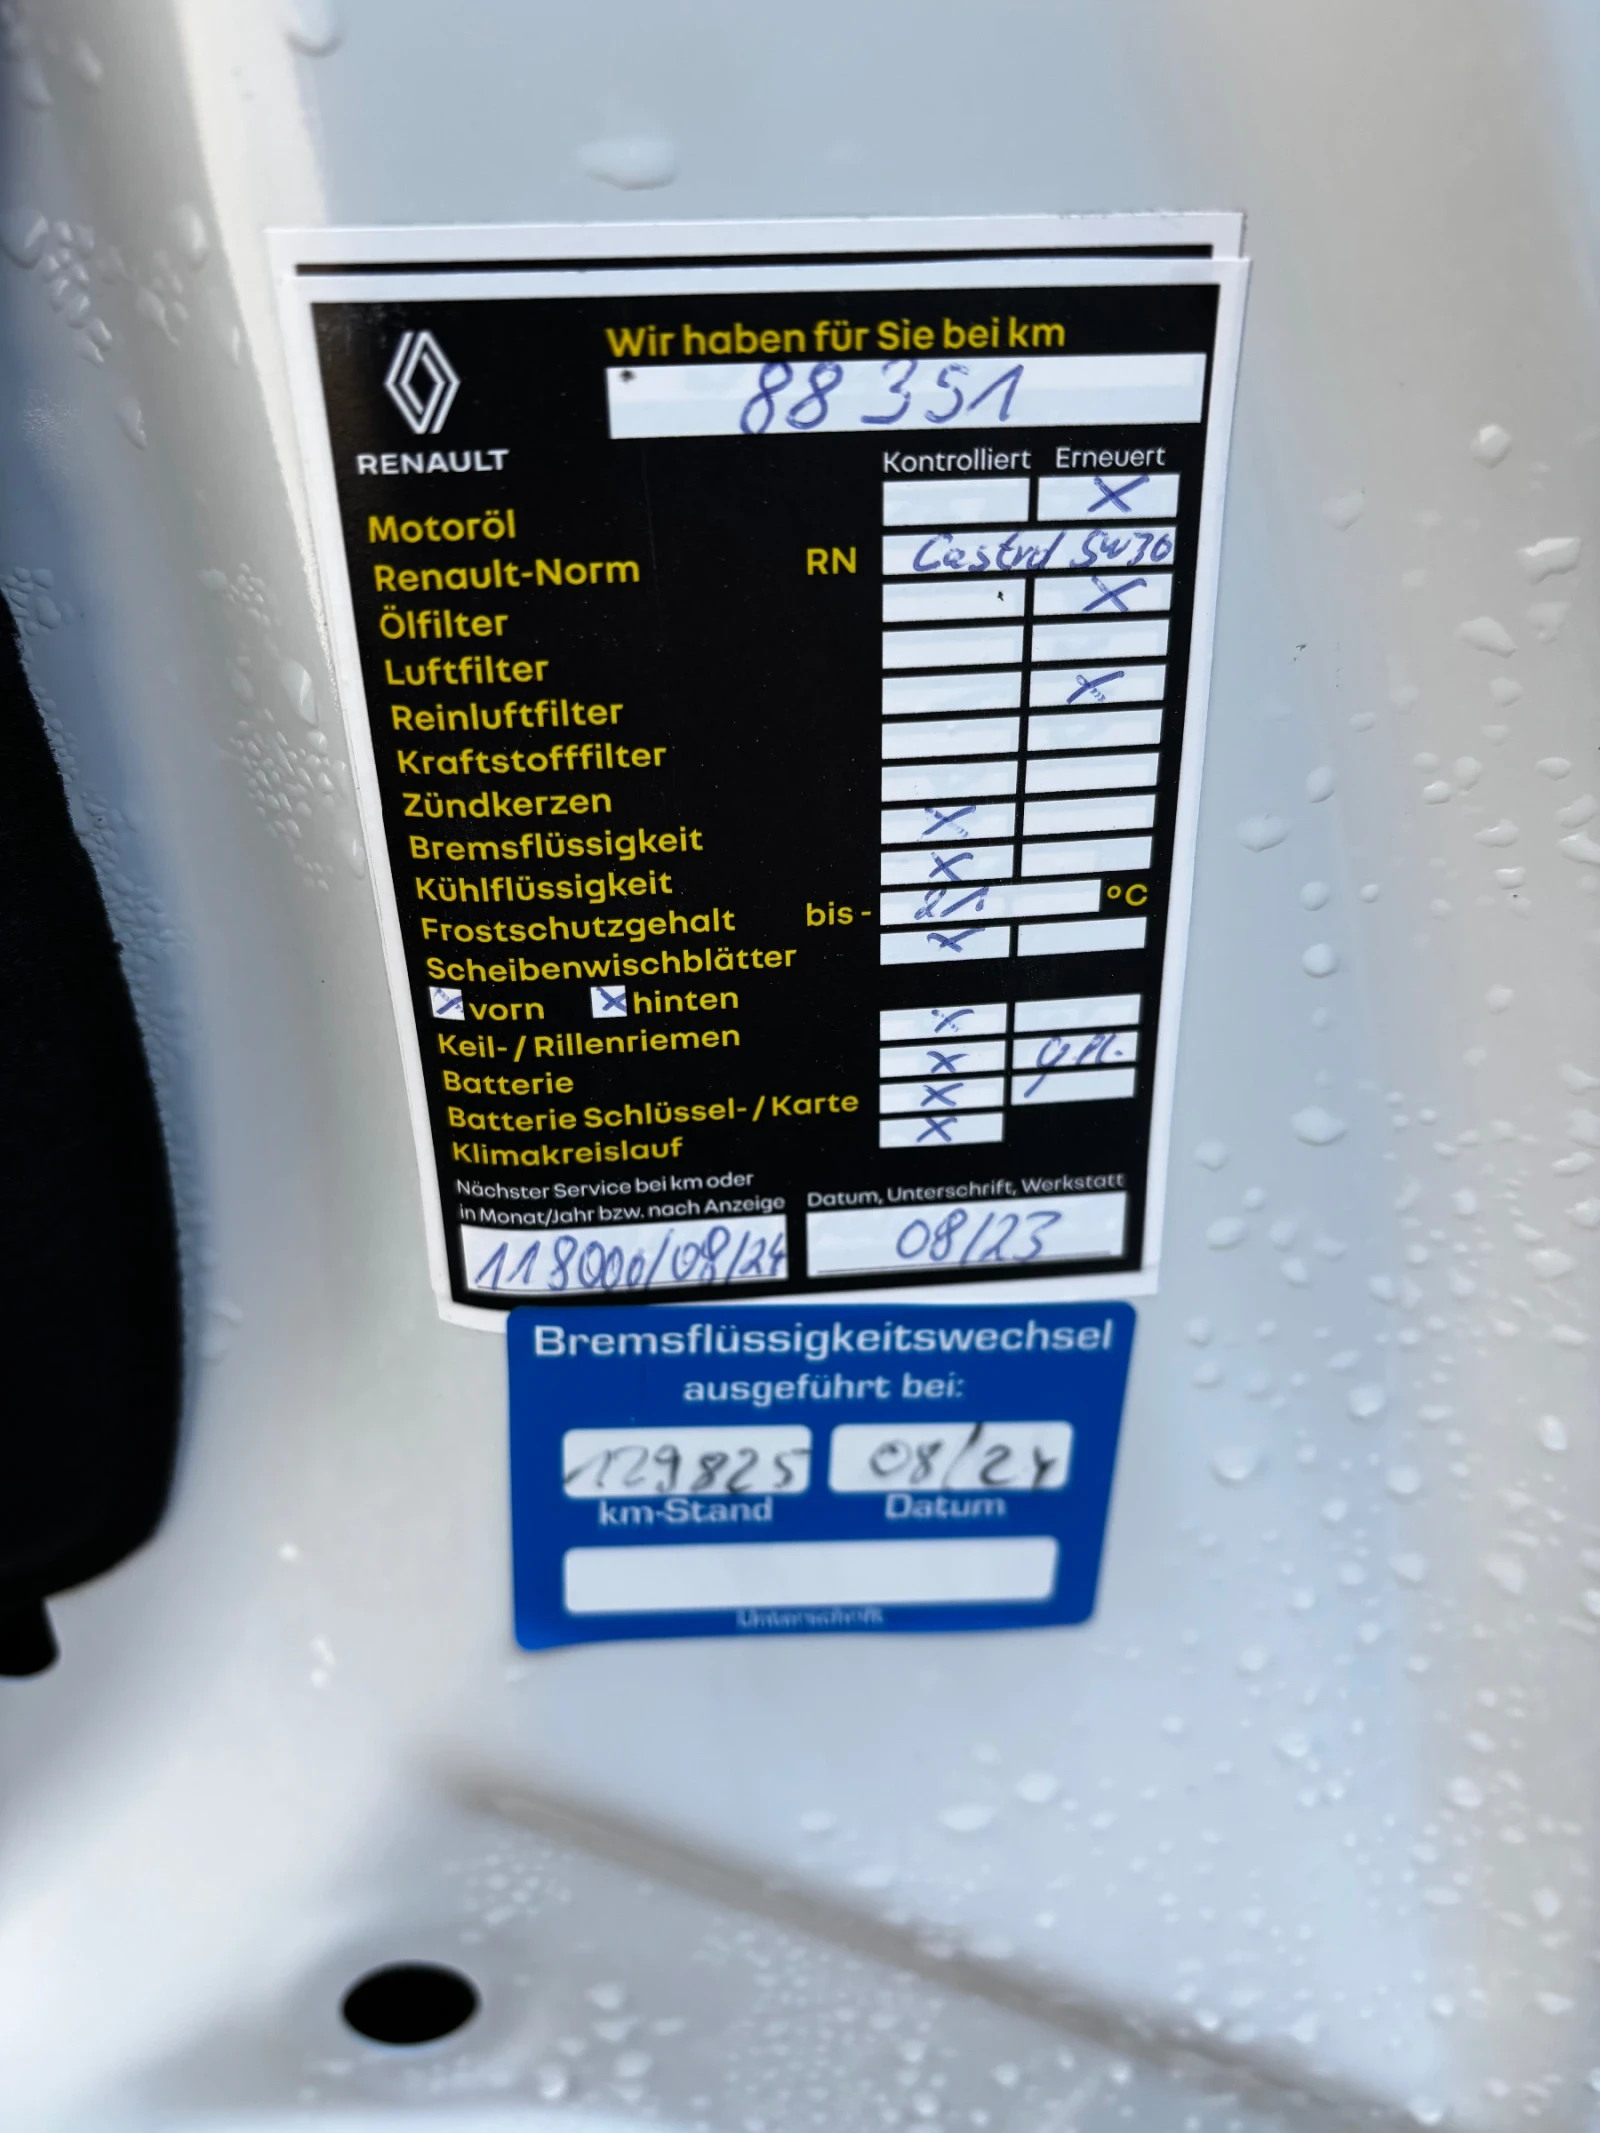 Wir haben für Sie bei km
88 351
RENAULT
Kontrolliert Erneuert
Motoröl X
Renault-Norm RN Castrol 5W30
Ölfilter X
Luftfilter
Reinluftfilter X
Kraftstofffilter
Zündkerzen
Bremsflüssigkeit X
Kühlflüssigkeit X
Frostschutzgehalt bis - °C
Scheibenwischblätter X
X vorn X hinten
Keil- / Rillenriemen X
Batterie X
Batterie Schlüssel- / Karte X
Klimakreislauf X
Nächster Service bei km oder
in Monat/Jahr bzw. nach Anzeige
Datum, Unterschrift, Werkstatt
118000/08/24 08/23
Bremsflüssigkeitswechsel
ausgeführt bei:
129825 08/24
km-Stand Datum
Unterschrift